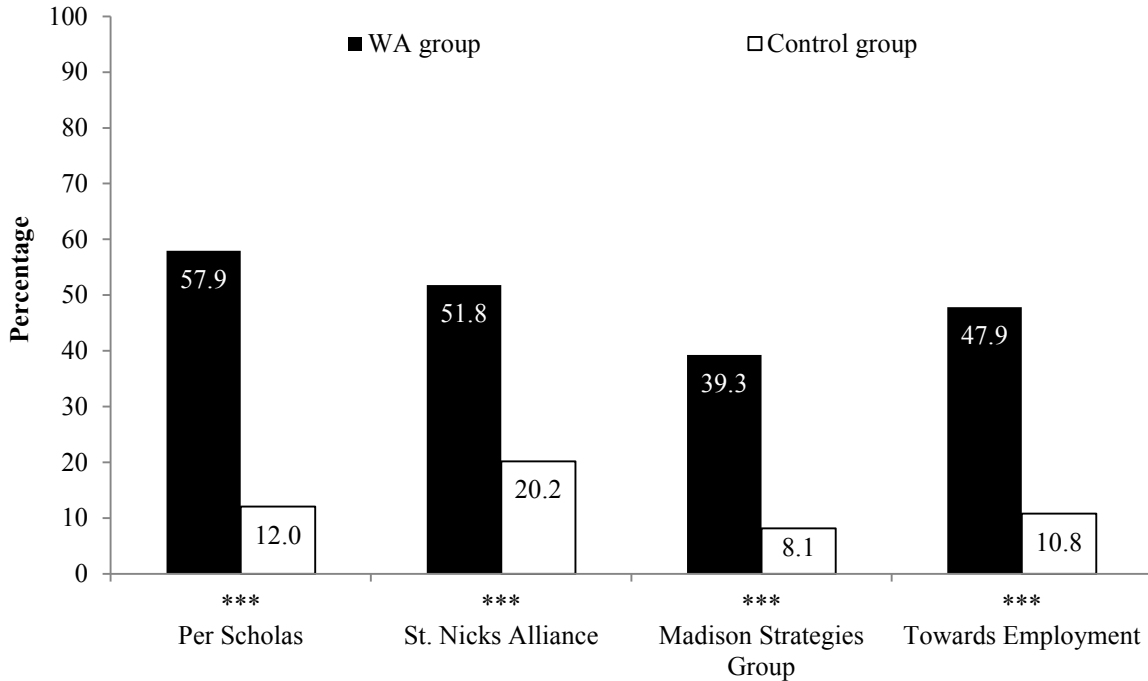 100
WA group
Control group
90
80
70
60
50
40
30
20
10
0
Percentage
57.9
12.0
51.8
20.2
39.3
8.1
47.9
10.8
***
***
***
***
Per Scholas
St. Nicks Alliance
Madison Strategies
Group
Towards Employment